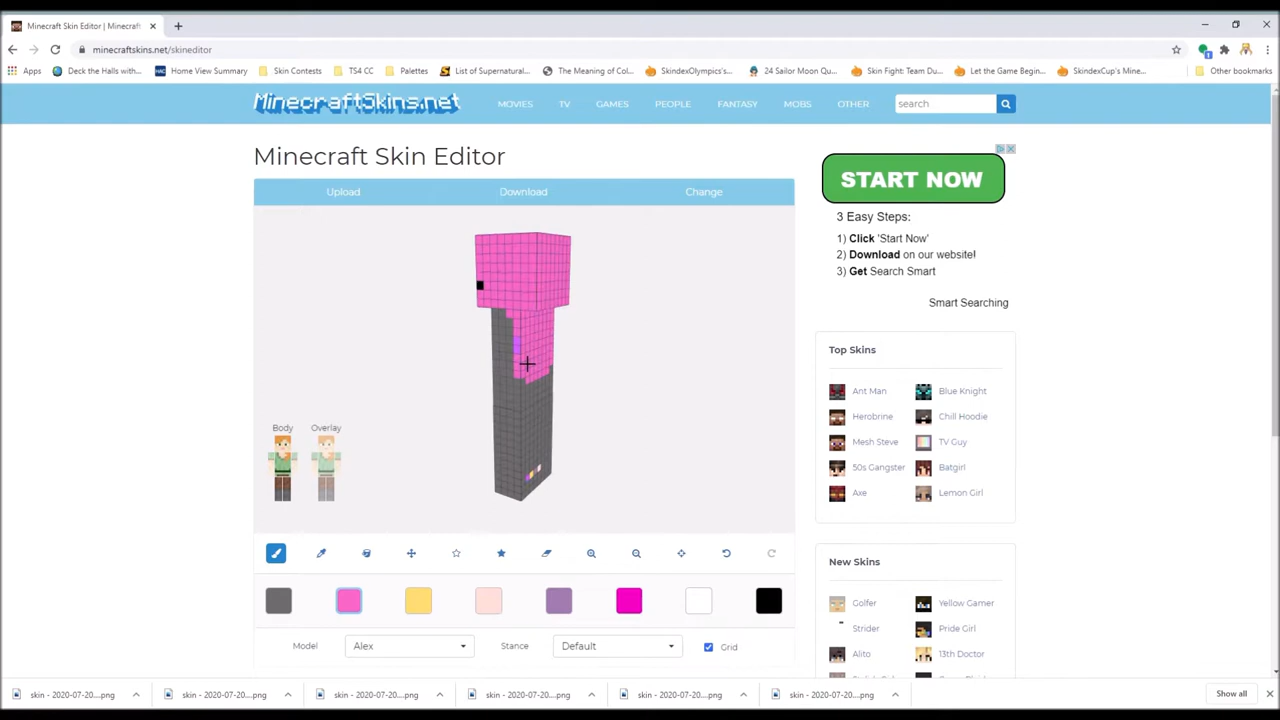 Minecraft Skin Editor | Minecraft
minecraftskins.net/skineditor
Apps Deck the Halls with... Home View Summary Skin Contests TS4 CC Palettes List of Supernatural... The Meaning of Col... SkindexOlympics's... 24 Sailor Moon Qu... Skin Fight: Team Du... Let the Game Begin... SkindexCup's Mine... Other bookmarks
MinecraftSkins.net MOVIES TV GAMES PEOPLE FANTASY MOBS OTHER search
Minecraft Skin Editor
Upload Download Change
START NOW
3 Easy Steps:
1) Click 'Start Now'
2) Download on our website!
3) Get Search Smart
Smart Searching
Top Skins
Ant Man Blue Knight
Herobrine Chill Hoodie
Mesh Steve TV Guy
50s Gangster Batgirl
Axe Lemon Girl
Body Overlay
New Skins
Golfer Yellow Gamer
Strider Pride Girl
Alito 13th Doctor
Model Alex Stance Default Grid
skin - 2020-07-20....png skin - 2020-07-20....png skin - 2020-07-20....png skin - 2020-07-20....png skin - 2020-07-20....png skin - 2020-07-20....png Show all